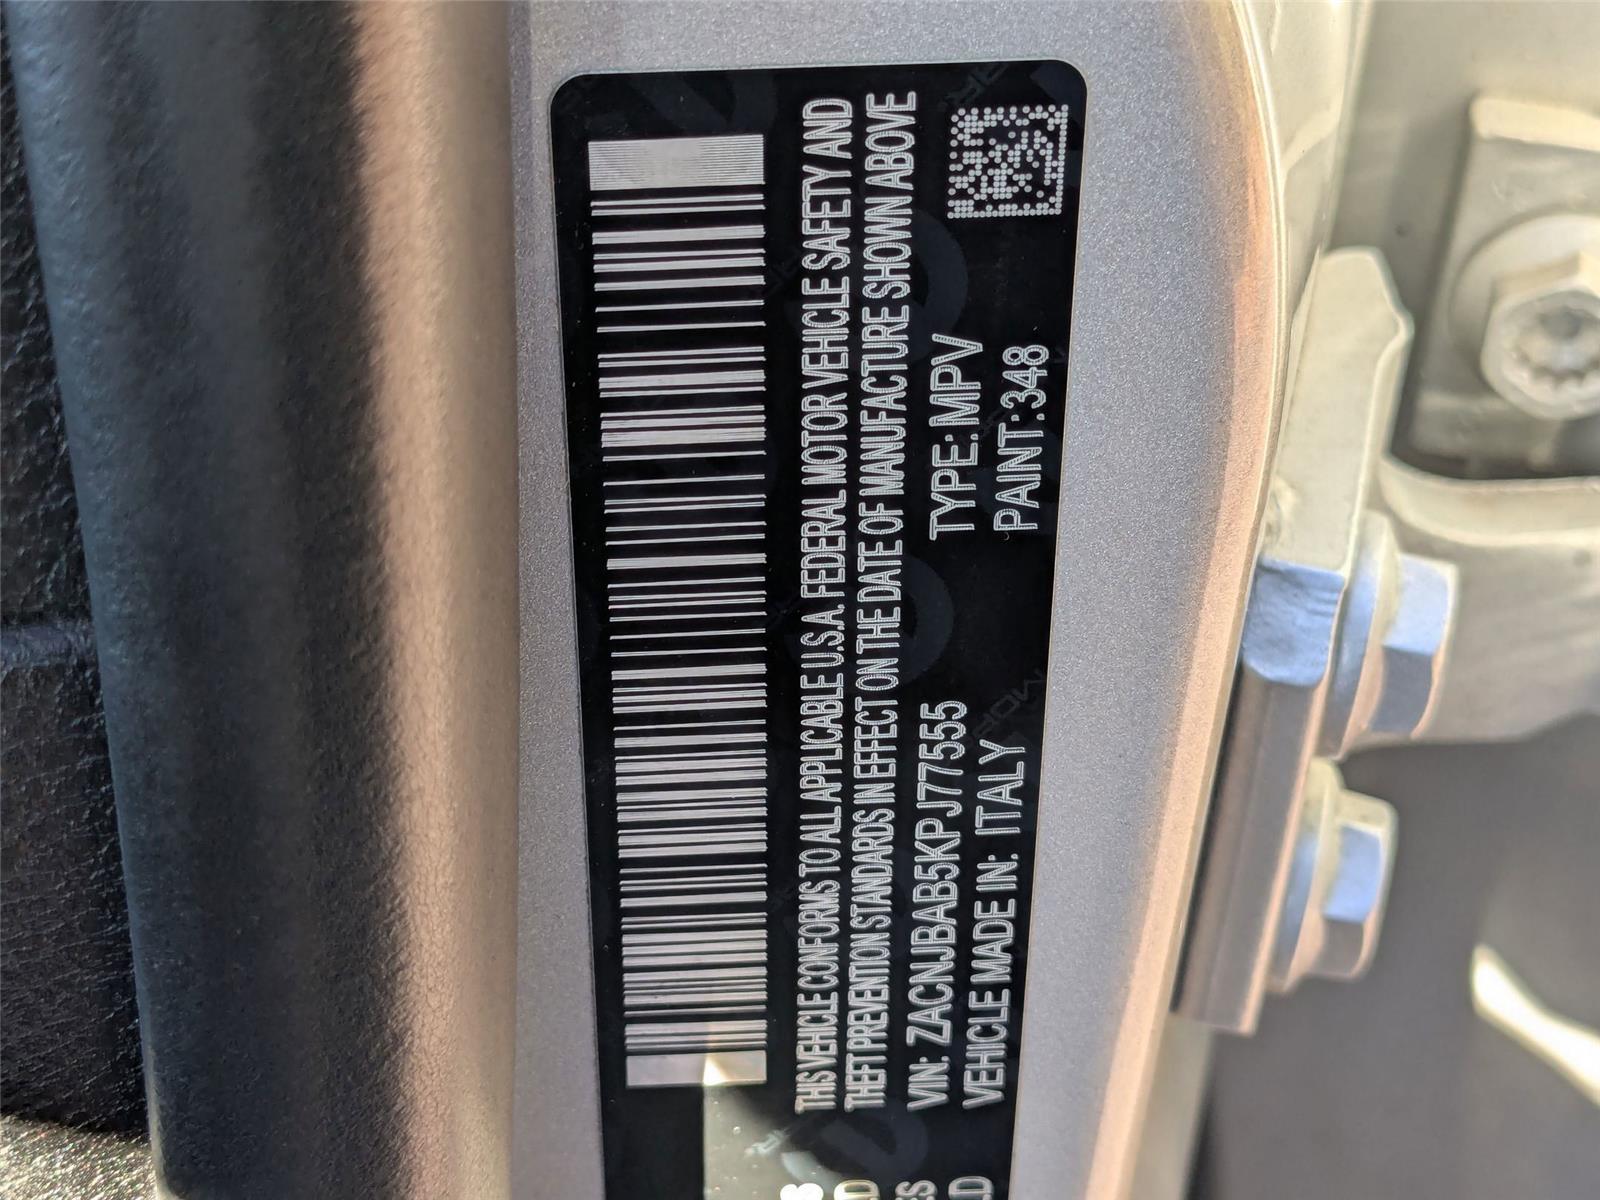 THIS VEHICLE CONFORMS TO ALL APPLICABLE U.S.A. FEDERAL MOTOR VEHICLE SAFETY AND
THEFT PREVENTION STANDARDS IN EFFECT ON THE DATE OF MANUFACTURE SHOWN ABOVE
VIN: ZACNJBAB5KPJ77555 TYPE: MPV
VEHICLE MADE IN: ITALY PAINT: 348